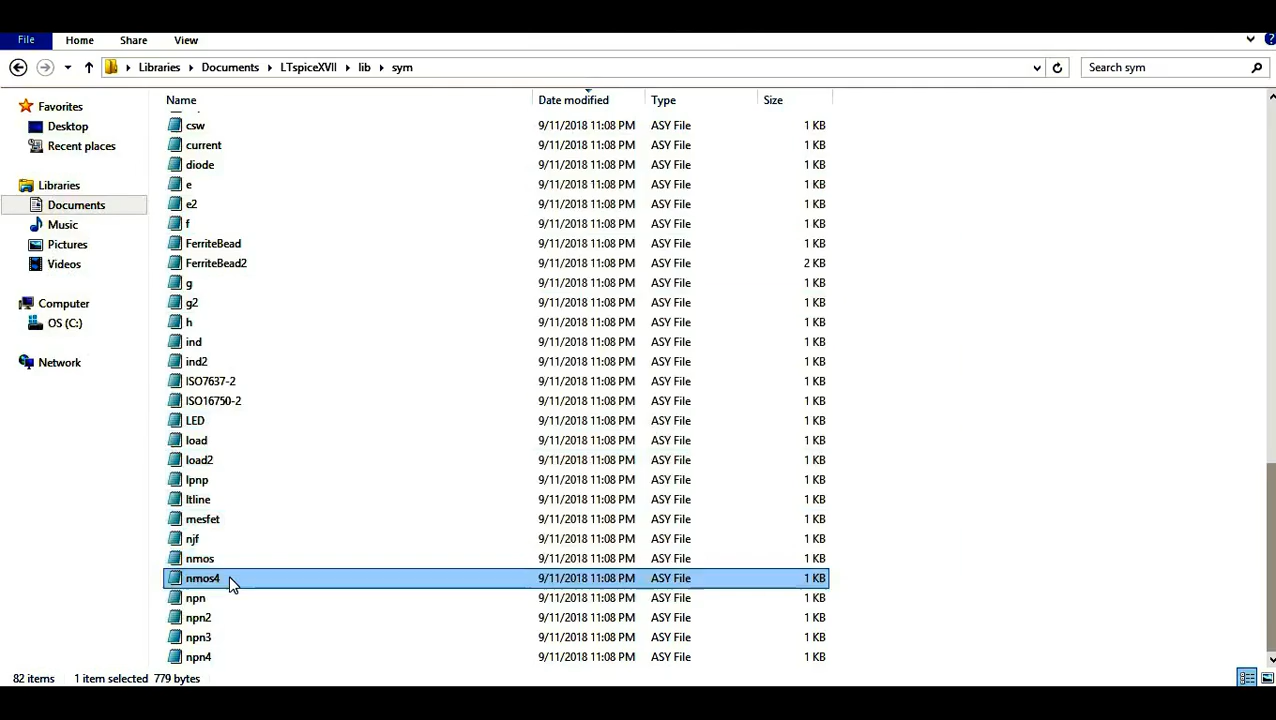 File Home Share View
Libraries Documents LTspiceXVII lib sym Search sym
Name Date modified Type Size
Favorites
Desktop
Recent places
Libraries
Documents
Music
Pictures
Videos
Computer
OS (C:)
Network
csw 9/11/2018 11:08 PM ASY File 1 KB
current 9/11/2018 11:08 PM ASY File 1 KB
diode 9/11/2018 11:08 PM ASY File 1 KB
e 9/11/2018 11:08 PM ASY File 1 KB
e2 9/11/2018 11:08 PM ASY File 1 KB
f 9/11/2018 11:08 PM ASY File 1 KB
FerriteBead 9/11/2018 11:08 PM ASY File 1 KB
FerriteBead2 9/11/2018 11:08 PM ASY File 2 KB
g 9/11/2018 11:08 PM ASY File 1 KB
g2 9/11/2018 11:08 PM ASY File 1 KB
h 9/11/2018 11:08 PM ASY File 1 KB
ind 9/11/2018 11:08 PM ASY File 1 KB
ind2 9/11/2018 11:08 PM ASY File 1 KB
ISO7637-2 9/11/2018 11:08 PM ASY File 1 KB
ISO16750-2 9/11/2018 11:08 PM ASY File 1 KB
LED 9/11/2018 11:08 PM ASY File 1 KB
load 9/11/2018 11:08 PM ASY File 1 KB
load2 9/11/2018 11:08 PM ASY File 1 KB
lpnp 9/11/2018 11:08 PM ASY File 1 KB
ltline 9/11/2018 11:08 PM ASY File 1 KB
mesfet 9/11/2018 11:08 PM ASY File 1 KB
njf 9/11/2018 11:08 PM ASY File 1 KB
nmos 9/11/2018 11:08 PM ASY File 1 KB
nmos4 9/11/2018 11:08 PM ASY File 1 KB
npn 9/11/2018 11:08 PM ASY File 1 KB
npn2 9/11/2018 11:08 PM ASY File 1 KB
npn3 9/11/2018 11:08 PM ASY File 1 KB
npn4 9/11/2018 11:08 PM ASY File 1 KB
82 items 1 item selected 779 bytes